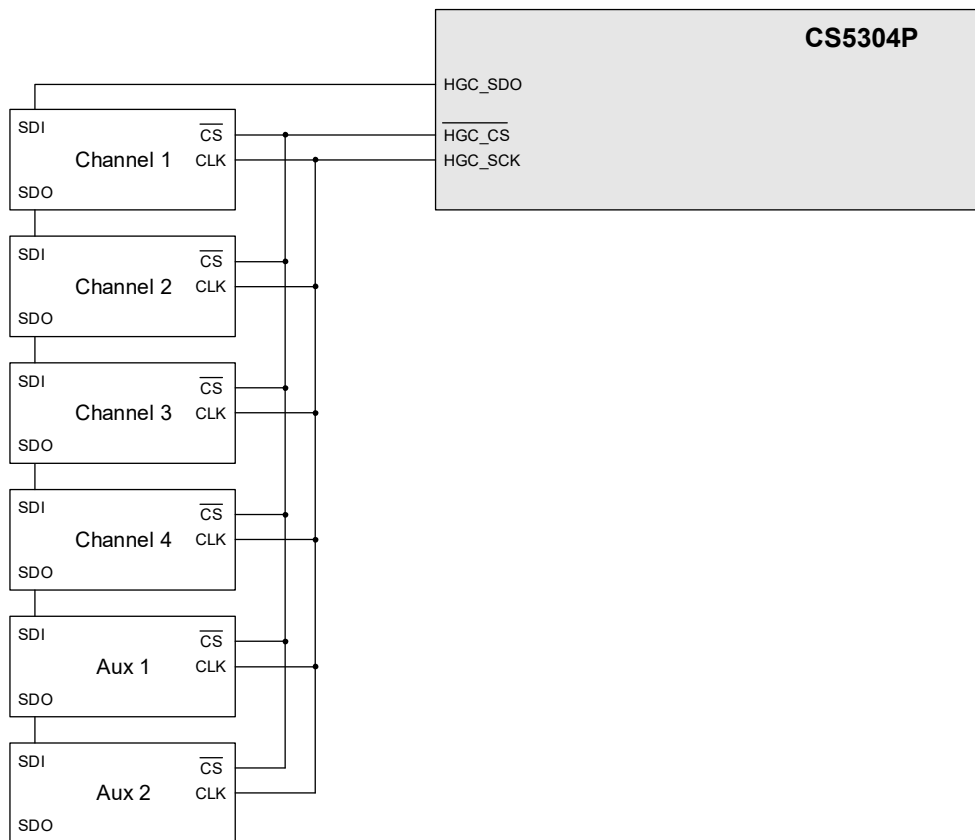 CS5304P
HGC_SDO
SDI
CS
HGC_CS
Channel 1
CLK
HGC_SCK
SDO
SDI
CS
Channel 2
CLK
SDO
SDI
CS
Channel 3
CLK
SDO
SDI
CS
Channel 4
CLK
SDO
SDI
CS
Aux 1
CLK
SDO
SDI
CS
Aux 2
CLK
SDO